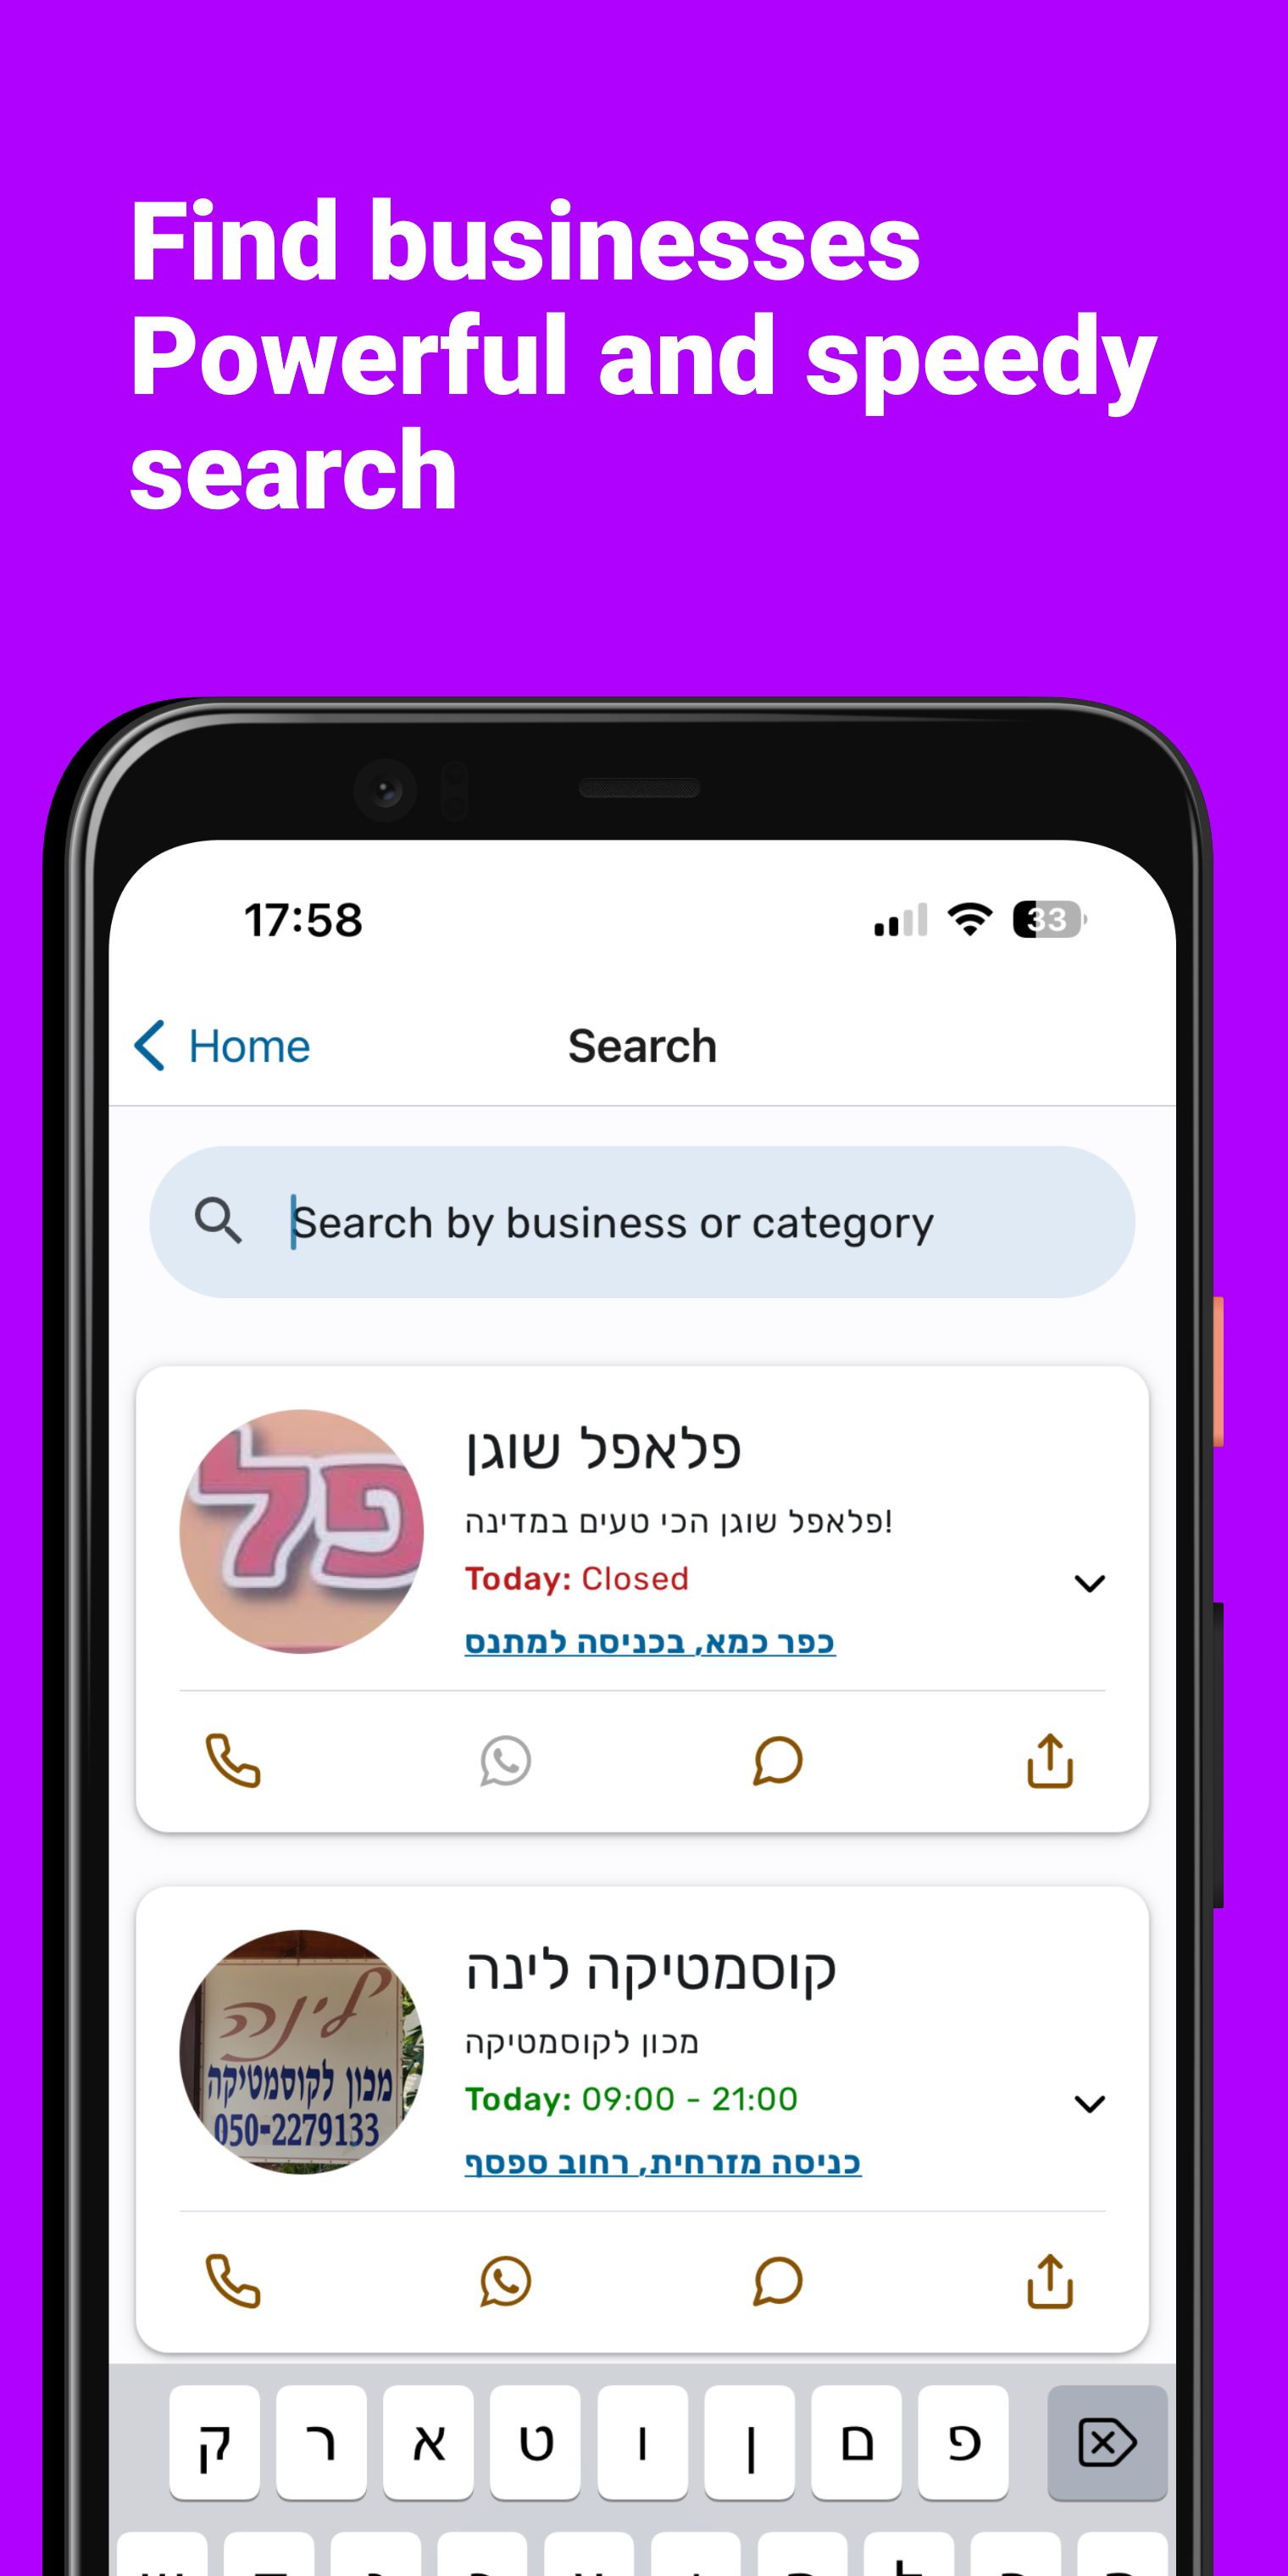 Find businesses
Powerful and speedy
search
17:58
33
Home
Search
Search by business or category
פל
פלאפל שוגן
פלאפל שוגן הכי טעים במדינה!
Today: Closed
כפר כמא, בכניסה למתנס
לינה
מכון לקוסמטיקה
050-2279133
קוסמטיקה לינה
מכון לקוסמטיקה
Today: 09:00 - 21:00
כניסה מזרחית, רחוב ספסף
ק ר א ט ו ן ם פ